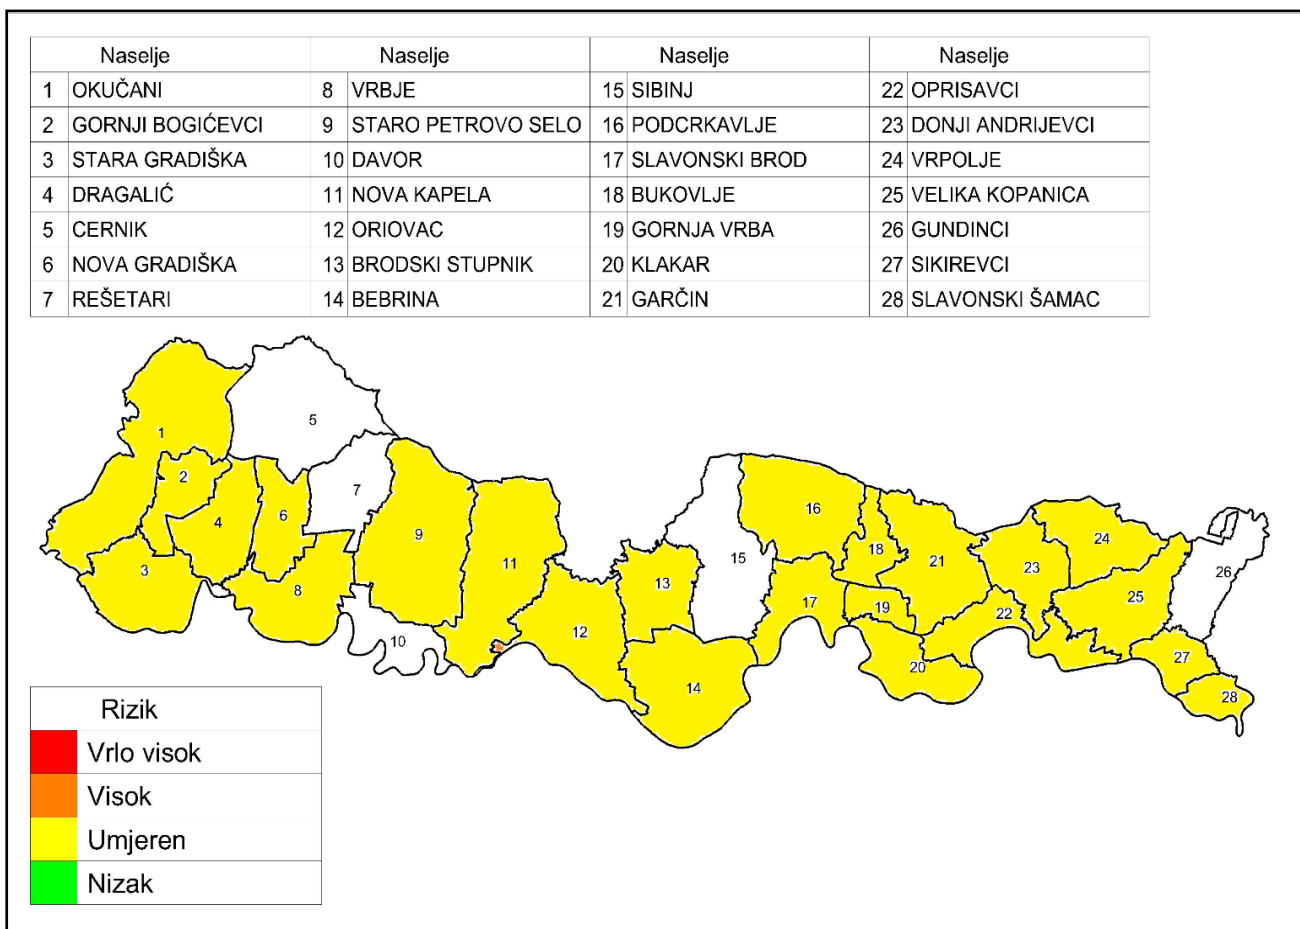 Naselje Naselje Naselje Naselje
1 OKUČANI 8 VRBJE 15 SIBINJ 22 OPRISAVCI
2 GORNJI BOGIĆEVCI 9 STARO PETROVO SELO 16 PODCRKAVLJE 23 DONJI ANDRIJEVCI
3 STARA GRADIŠKA 10 DAVOR 17 SLAVONSKI BROD 24 VRPOLJE
4 DRAGALIĆ 11 NOVA KAPELA 18 BUKOVLJE 25 VELIKA KOPANICA
5 CERNIK 12 ORIOVAC 19 GORNJA VRBA 26 GUNDINCI
6 NOVA GRADIŠKA 13 BRODSKI STUPNIK 20 KLAKAR 27 SIKIREVCI
7 REŠETARI 14 BEBRINA 21 GARČIN 28 SLAVONSKI ŠAMAC
5
1
2
7
16
4
6
9
11
15
18
21
24
3
8
13
23
26
17
19
22
25
10
12
14
20
27
28
Rizik
Vrlo visok
Visok
Umjeren
Nizak